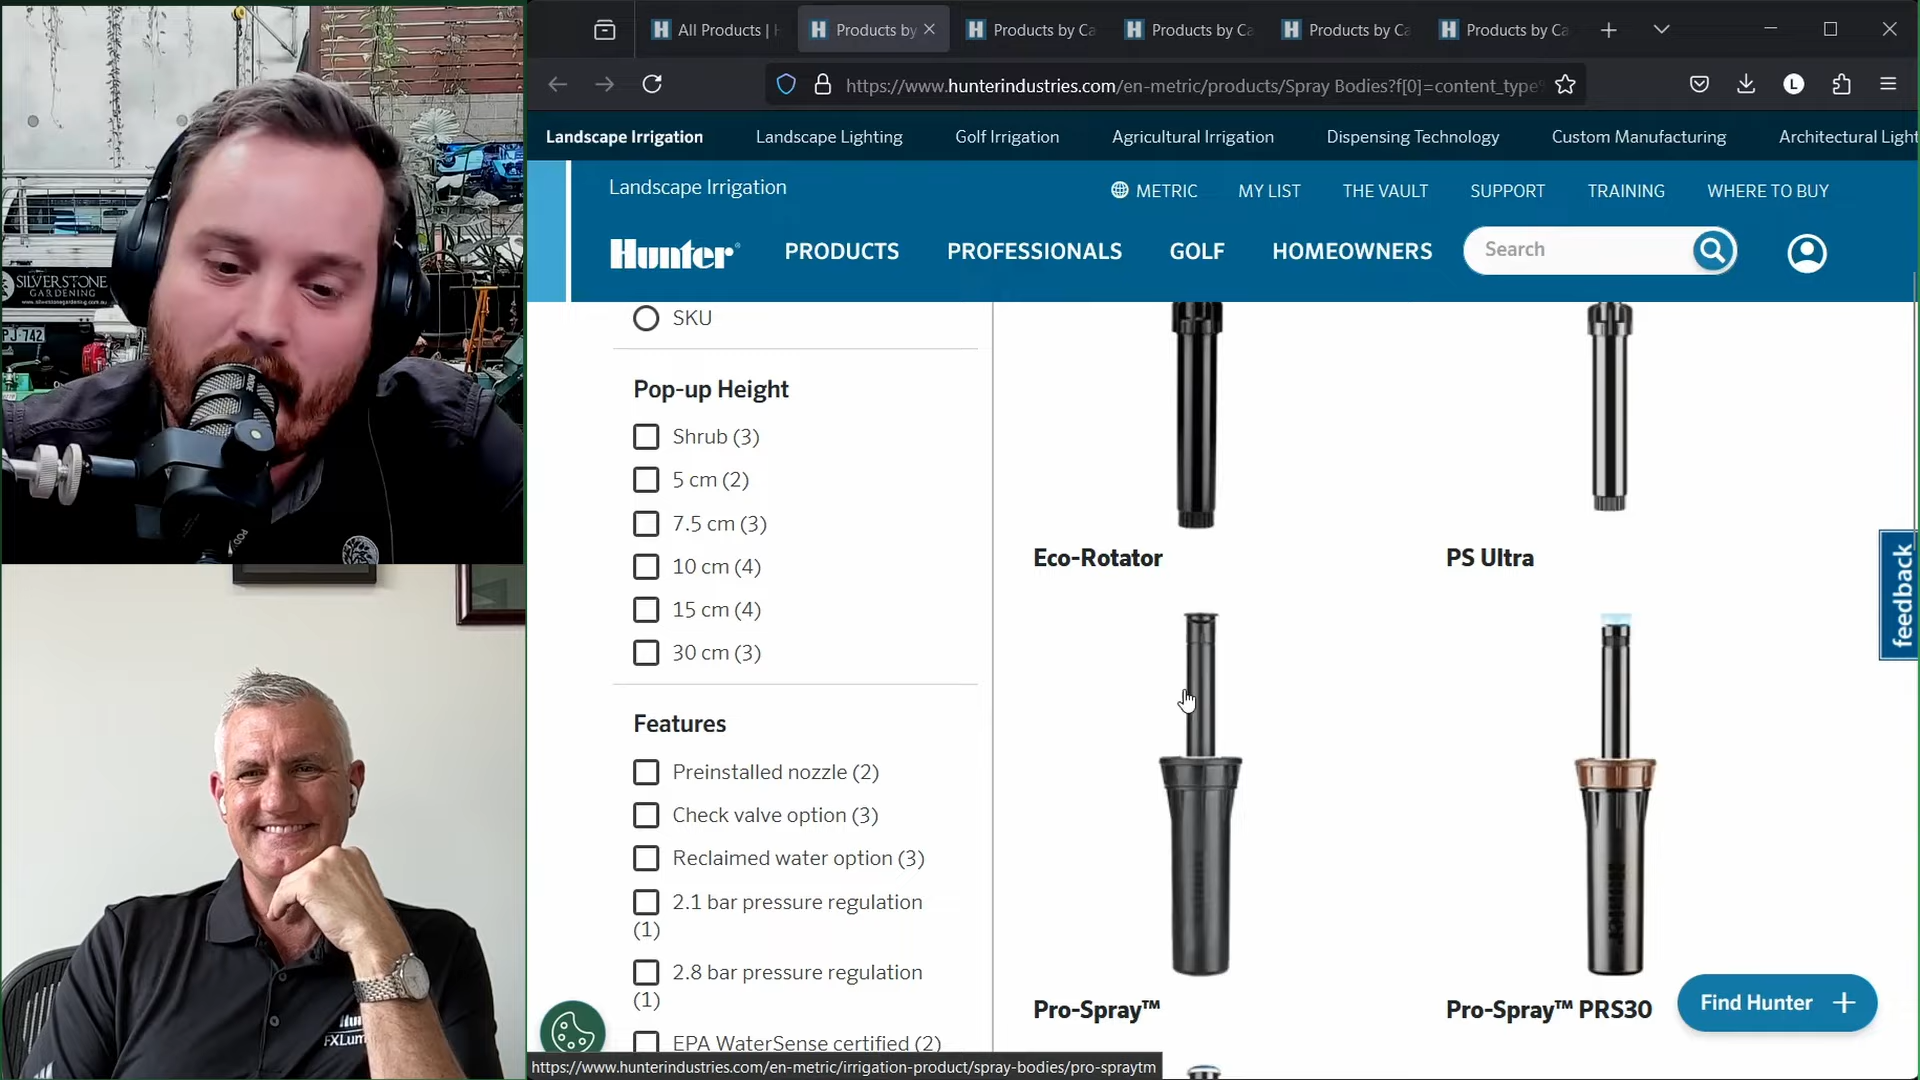 All Products |
Products by
Products by Ca
Products by Ca
Products by Ca
Products by Ca
https://www.hunterindustries.com/en-metric/products/Spray Bodies?f[0]=content_type
L
Landscape Irrigation
Landscape Lighting
Golf Irrigation
Agricultural Irrigation
Dispensing Technology
Custom Manufacturing
Architectural Light
Landscape Irrigation
METRIC
MY LIST
THE VAULT
SUPPORT
TRAINING
WHERE TO BUY
Hunter
PRODUCTS
PROFESSIONALS
GOLF
HOMEOWNERS
Search
SKU
Pop-up Height
Shrub (3)
5 cm (2)
7.5 cm (3)
10 cm (4)
15 cm (4)
30 cm (3)
Features
Preinstalled nozzle (2)
Check valve option (3)
Reclaimed water option (3)
2.1 bar pressure regulation
(1)
2.8 bar pressure regulation
(1)
EPA WaterSense certified (2)
Eco-Rotator
PS Ultra
Pro-Spray™
Pro-Spray™ PRS30
feedback
Find Hunter +
https://www.hunterindustries.com/en-metric/irrigation-product/spray-bodies/pro-spraytm
SILVERSTONE
GARDENING
www.silverstonegardening.com.au
PJ-742
RODE